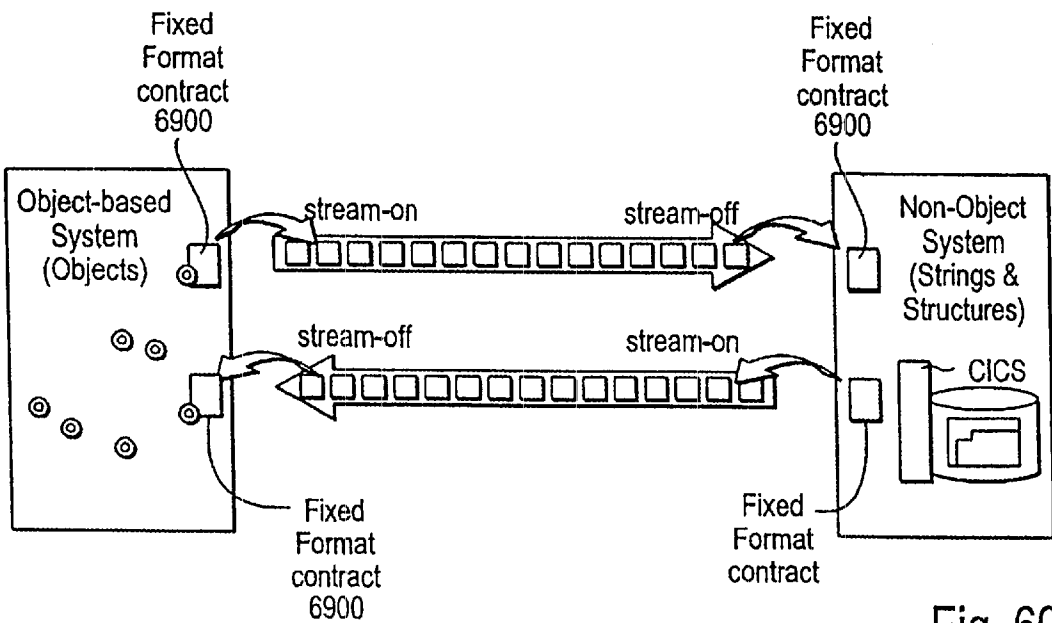 Fixed
Format
contract
6900
Fixed
Format
contract
6900
Object-based
System
(Objects)
stream-on
stream-off
Non-Object
System
(Strings &
Structures)
stream-off
stream-on
CICS
Fixed
Format
contract
6900
Fixed
Format
contract